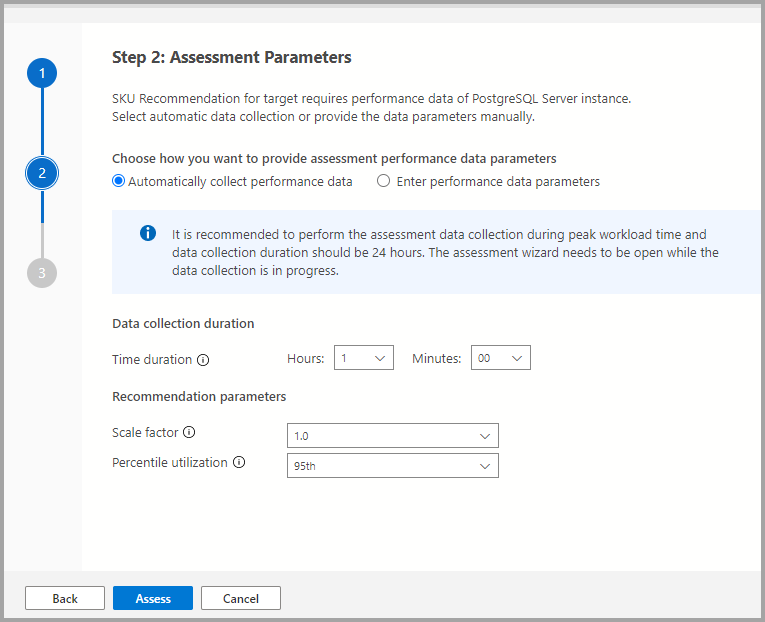 1
Step 2: Assessment Parameters
SKU Recommendation for target requires performance data of PostgreSQL Server instance.
Select automatic data collection or provide the data parameters manually.
Choose how you want to provide assessment performance data parameters
2
Automatically collect performance data Enter performance data parameters
It is recommended to perform the assessment data collection during peak workload time and
data collection duration should be 24 hours. The assessment wizard needs to be open while the
data collection is in progress.
3
Data collection duration
Time duration Hours: 1 Minutes: 00
Recommendation parameters
Scale factor 1.0
Percentile utilization 95th
Back Assess Cancel